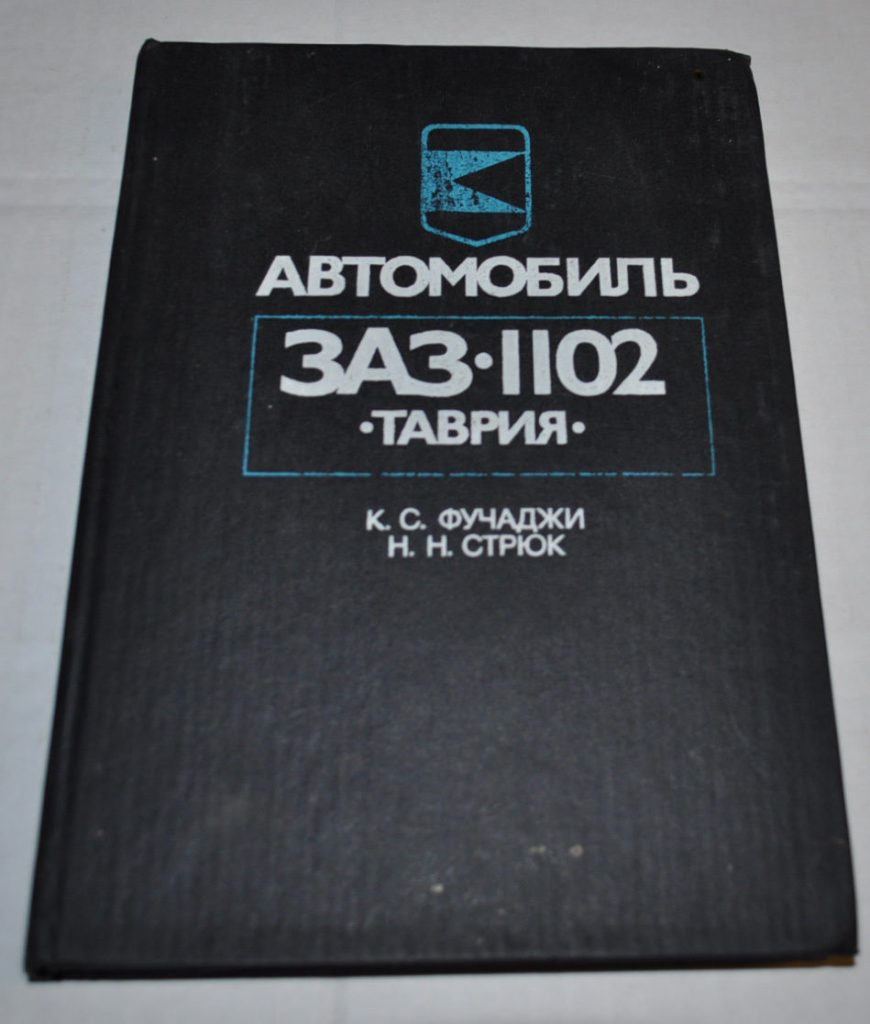 АВТОМОБИЛЬ
ЗАЗ·1102
·ТАВРИЯ·
К. С. ФУЧАДЖИ
Н. Н. СТРЮК